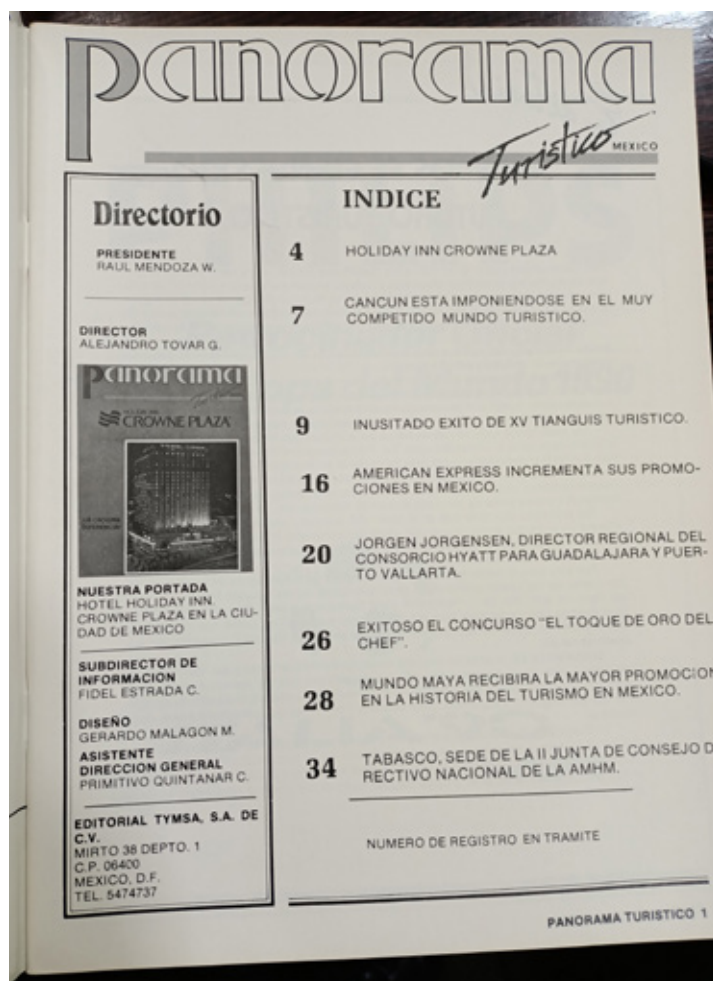 panorama
Turistico
MEXICO
Directorio
PRESIDENTE
RAUL MENDOZA W.
DIRECTOR
ALEJANDRO TOVAR G.
panorama
CROWNE PLAZA
NUESTRA PORTADA
HOTEL HOLIDAY INN.
CROWNE PLAZA EN LA CIU-
DAD DE MEXICO
SUBDIRECTOR DE
INFORMACION
FIDEL ESTRADA C.
DISEÑO
GERARDO MALAGON M.
ASISTENTE
DIRECCION GENERAL
PRIMITIVO QUINTANAR C.
EDITORIAL TYMSA, S.A. DE
C.V.
MIRTO 38 DEPTO. 1
C.P. 06400
MEXICO, D.F.
TEL. 5474737
INDICE
4 HOLIDAY INN CROWNE PLAZA
7 CANCUN ESTA IMPONIENDOSE EN EL MUY
COMPETIDO MUNDO TURISTICO.
9 INUSITADO EXITO DE XV TIANGUIS TURISTICO.
16 AMERICAN EXPRESS INCREMENTA SUS PROMO-
CIONES EN MEXICO.
20 JORGEN JORGENSEN, DIRECTOR REGIONAL DEL
CONSORCIO HYATT PARA GUADALAJARA Y PUER-
TO VALLARTA.
26 EXITOSO EL CONCURSO "EL TOQUE DE ORO DEL
CHEF".
28 MUNDO MAYA RECIBIRA LA MAYOR PROMOCION
EN LA HISTORIA DEL TURISMO EN MEXICO.
34 TABASCO, SEDE DE LA II JUNTA DE CONSEJO D
RECTIVO NACIONAL DE LA AMHM.
NUMERO DE REGISTRO EN TRAMITE
PANORAMA TURISTICO 1